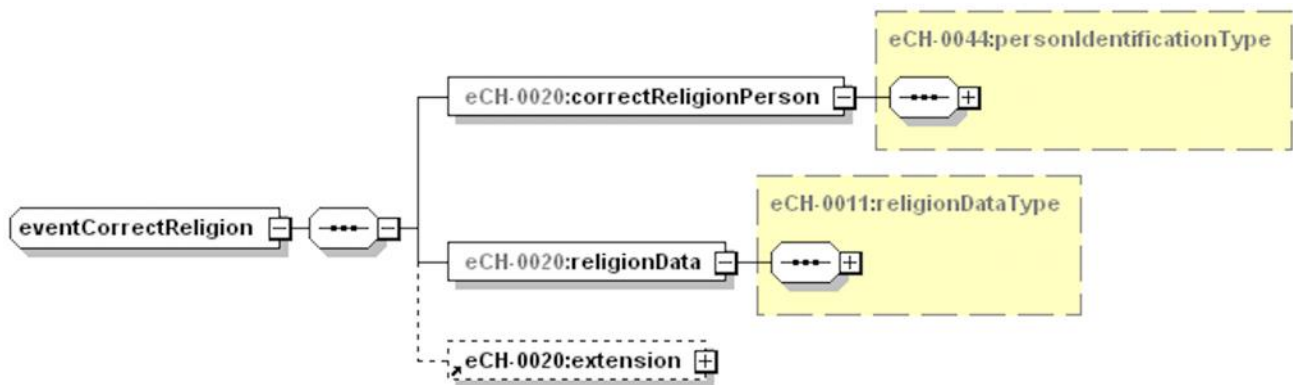 eCH-0044:personIdentificationType
eCH-0020:correctReligionPerson
eventCorrectReligion
eCH-0011:religionDataType
eCH-0020:religionData
eCH-0020:extension